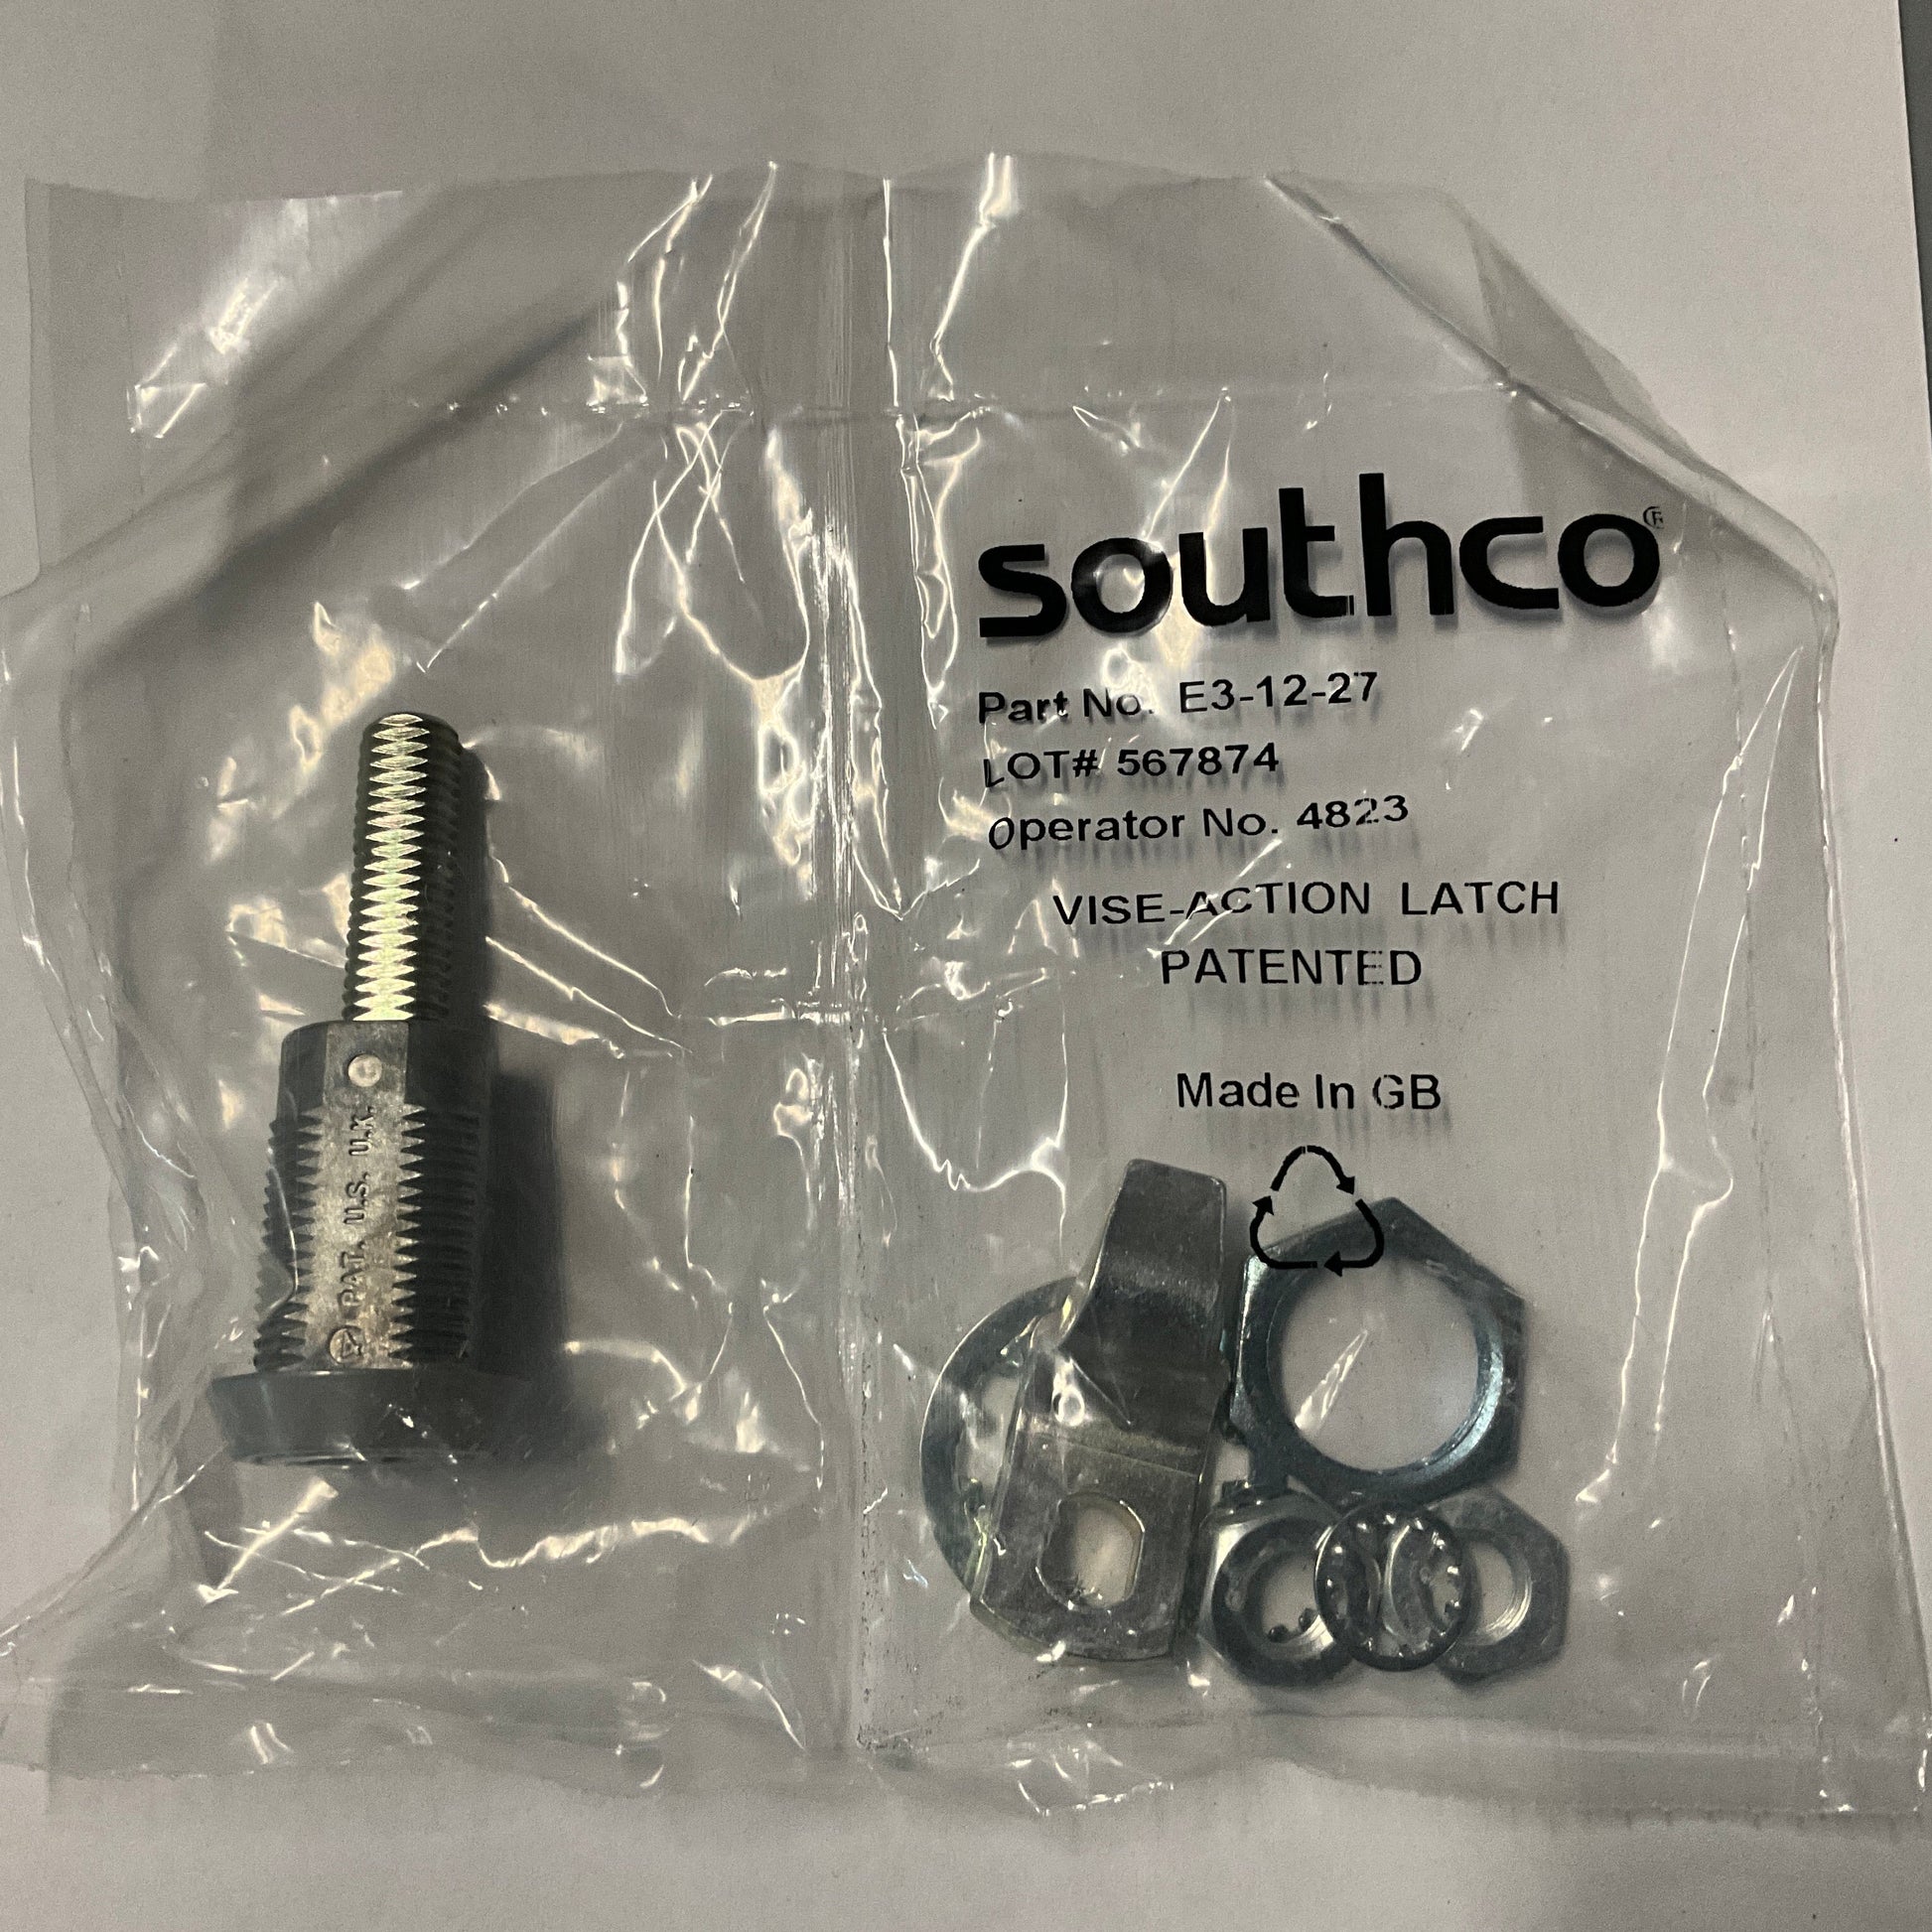 southco®
Part No. E3-12-27
LOT# 567874
Operator No. 4823
VISE-ACTION LATCH
PATENTED
Made In GB
PAT. U.S. U.K.